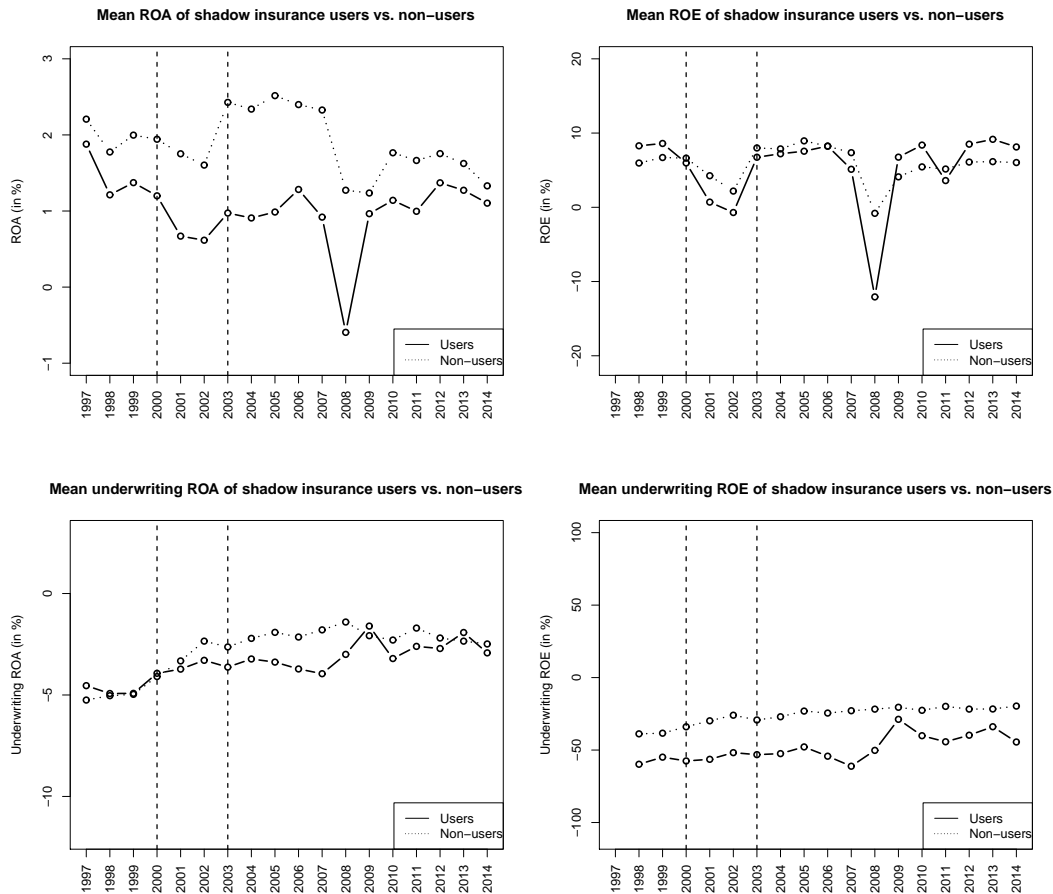 Mean ROA of shadow insurance users vs. non−users
ROA (in %)
3
2
1
0
−1
1997 1998 1999 2000 2001 2002 2003 2004 2005 2006 2007 2008 2009 2010 2011 2012 2013 2014
Users
Non−users
Mean ROE of shadow insurance users vs. non−users
ROE (in %)
20
10
0
−10
−20
1997 1998 1999 2000 2001 2002 2003 2004 2005 2006 2007 2008 2009 2010 2011 2012 2013 2014
Users
Non−users
Mean underwriting ROA of shadow insurance users vs. non−users
Underwriting ROA (in %)
0
−5
−10
1997 1998 1999 2000 2001 2002 2003 2004 2005 2006 2007 2008 2009 2010 2011 2012 2013 2014
Users
Non−users
Mean underwriting ROE of shadow insurance users vs. non−users
Underwriting ROE (in %)
100
50
0
−50
−100
1997 1998 1999 2000 2001 2002 2003 2004 2005 2006 2007 2008 2009 2010 2011 2012 2013 2014
Users
Non−users